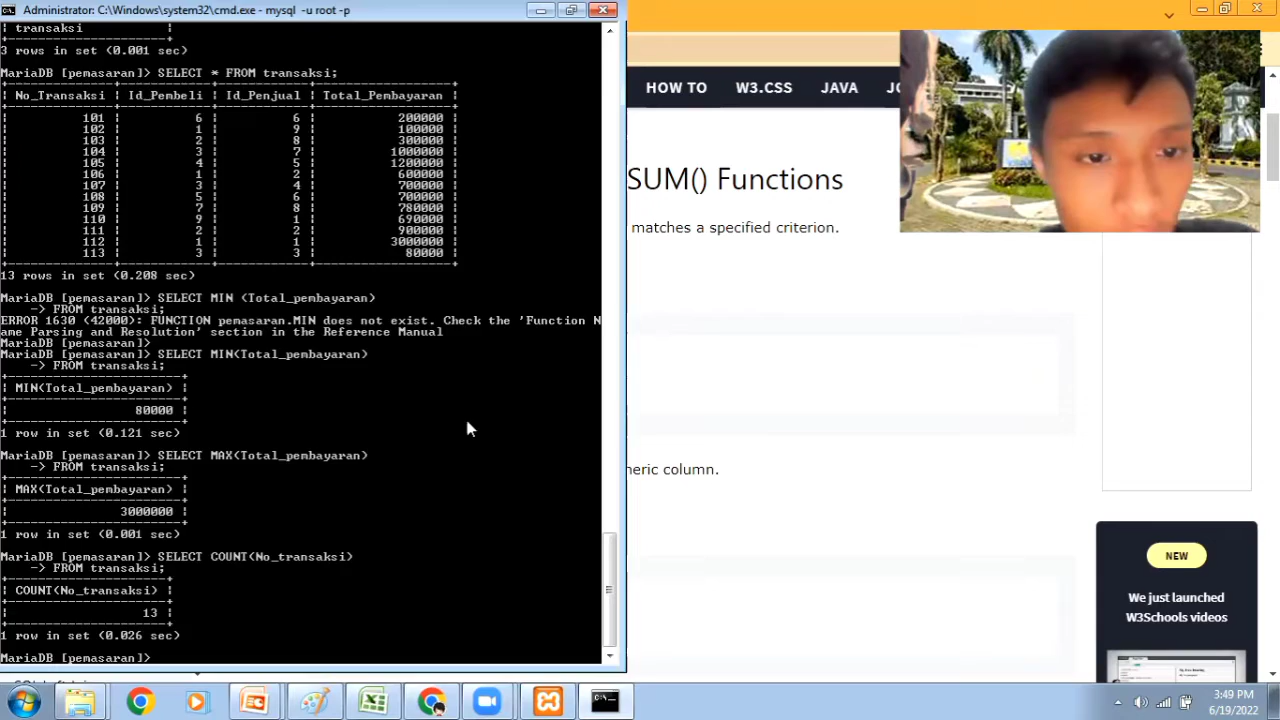 Administrator: C:\Windows\system32\cmd.exe - mysql -u root -p
| transaksi |
3 rows in set (0.001 sec)
MariaDB [pemasaran]> SELECT * FROM transaksi;
| No_Transaksi | Id_Pembeli | Id_Penjual | Total_Pembayaran |
| 101 | 6 | 6 | 200000 |
| 102 | 1 | 9 | 100000 |
| 103 | 2 | 8 | 300000 |
| 104 | 3 | 7 | 1000000 |
| 105 | 4 | 5 | 1200000 |
| 106 | 1 | 2 | 600000 |
| 107 | 3 | 4 | 700000 |
| 108 | 5 | 6 | 700000 |
| 109 | 7 | 8 | 780000 |
| 110 | 9 | 1 | 690000 |
| 111 | 2 | 2 | 900000 |
| 112 | 1 | 1 | 3000000 |
| 113 | 3 | 3 | 80000 |
13 rows in set (0.208 sec)
MariaDB [pemasaran]> SELECT MIN (Total_pembayaran)
-> FROM transaksi;
ERROR 1630 (42000): FUNCTION pemasaran.MIN does not exist. Check the 'Function N
ame Parsing and Resolution' section in the Reference Manual
MariaDB [pemasaran]>
MariaDB [pemasaran]> SELECT MIN(Total_pembayaran)
-> FROM transaksi;
| MIN(Total_pembayaran) |
| 80000 |
1 row in set (0.121 sec)
MariaDB [pemasaran]> SELECT MAX(Total_pembayaran)
-> FROM transaksi;
| MAX(Total_pembayaran) |
| 3000000 |
1 row in set (0.001 sec)
MariaDB [pemasaran]> SELECT COUNT(No_transaksi)
-> FROM transaksi;
| COUNT(No_transaksi) |
| 13 |
1 row in set (0.026 sec)
MariaDB [pemasaran]>
HOW TO W3.CSS JAVA
SUM() Functions
matches a specified criterion.
neric column.
NEW
We just launched
W3Schools videos
3:49 PM
6/19/2022